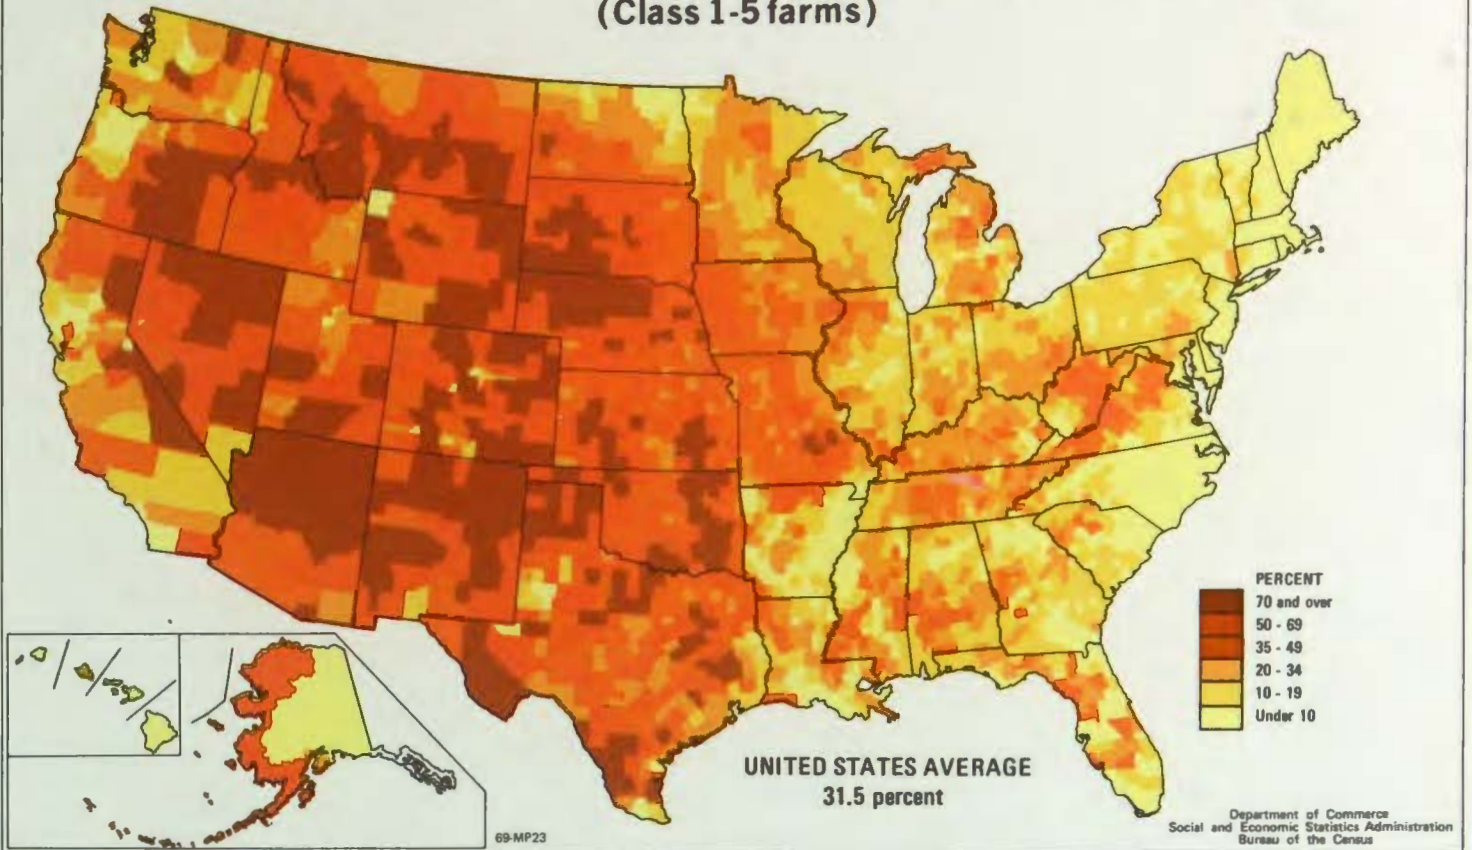 (Class 1-5 farms)
PERCENT
70 and over
50 - 69
35 - 49
20 - 34
10 - 19
Under 10
UNITED STATES AVERAGE
31.5 percent
69-MP23
Department of Commerce
Social and Economic Statistics Administration
Bureau of the Census